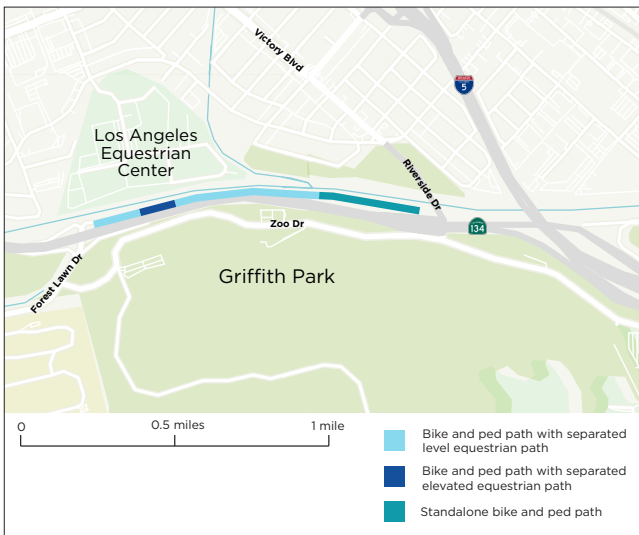 Victory Blvd
INTERSTATE
5
Los Angeles
Equestrian
Center
Riverside Dr
Zoo Dr
134
Forest Lawn Dr
Griffith Park
0
0.5 miles
1 mile
Bike and ped path with separated
level equestrian path
Bike and ped path with separated
elevated equestrian path
Standalone bike and ped path